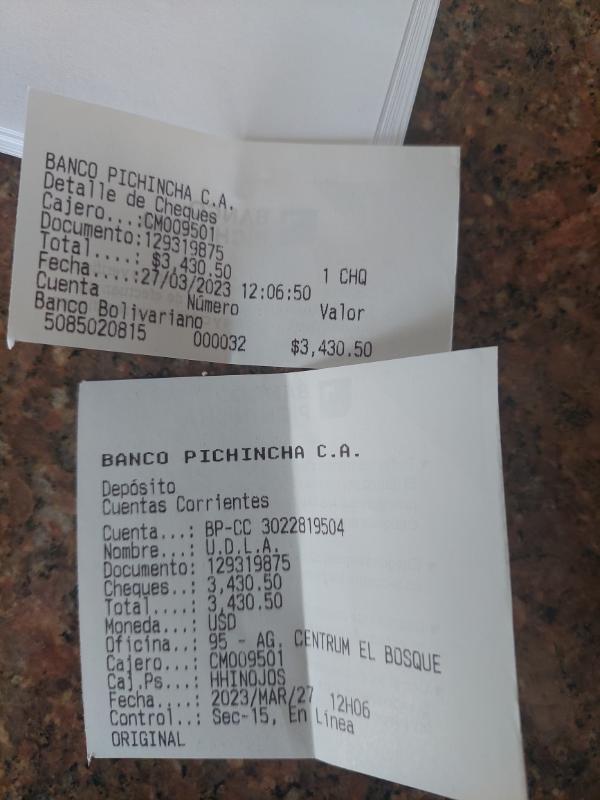 BANCO PICHINCHA C.A.
Detalle de Cheques
Cajero...:CM009501
Documento:129319875
Total....: $3,430.50 1 CHQ
Fecha....:27/03/2023 12:06:50
Cuenta Número Valor
Banco Bolivariano
5085020815 000032 $3,430.50
BANCO PICHINCHA C.A.
Depósito
Cuentas Corrientes
Cuenta...: BP-CC 3022819504
Nombre...: U.D.L.A.
Documento: 129319875
Cheques..: 3,430.50
Total....: 3,430.50
Moneda...: USD
Oficina..: 95 - AG. CENTRUM EL BOSQUE
Cajero...: CM009501
Caj.Ps...: HHINOJOS
Fecha....: 2023/MAR/27 12H06
Control..: Sec-15, En Línea
ORIGINAL